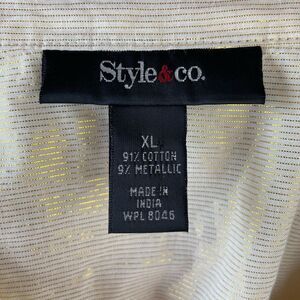 Style&co.
XL
91% COTTON
9% METALLIC
MADE IN
INDIA
WPL 8046